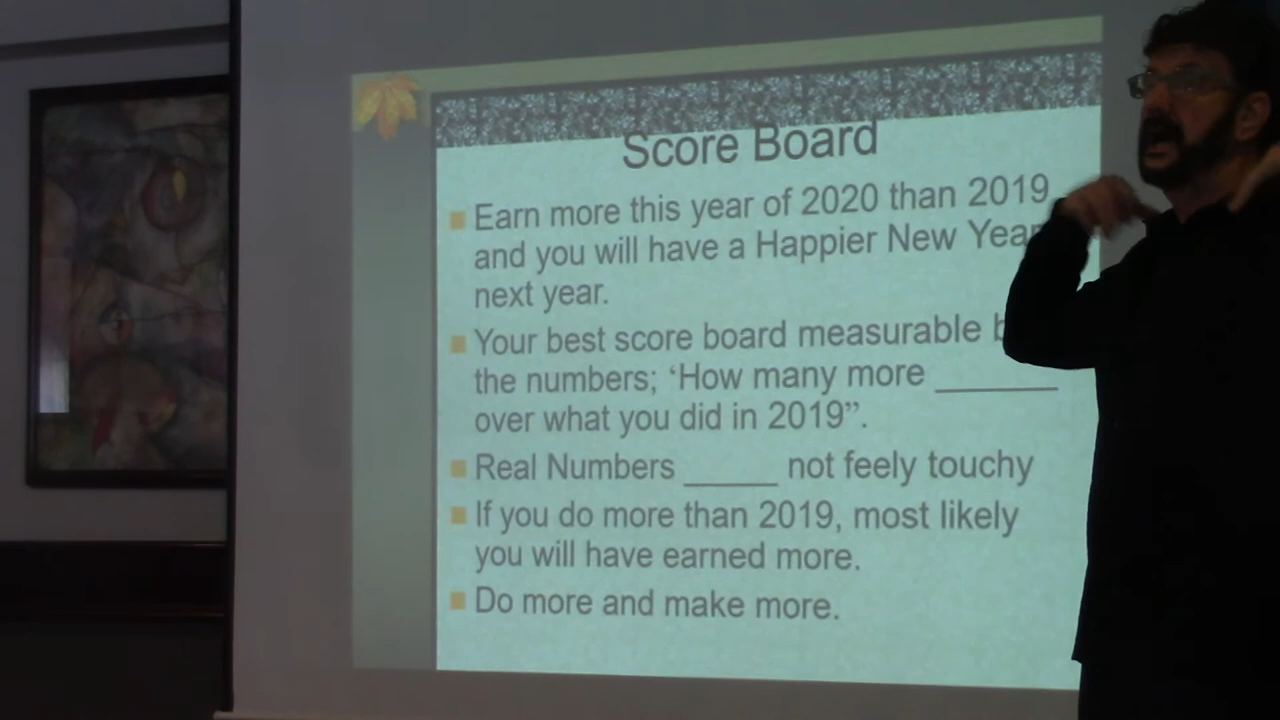 Score Board
Earn more this year of 2020 than 2019
and you will have a Happier New Year
next year.
Your best score board measurable
the numbers; ‘How many more ______
over what you did in 2019”.
Real Numbers _____ not feely touchy
If you do more than 2019, most likely
you will have earned more.
Do more and make more.